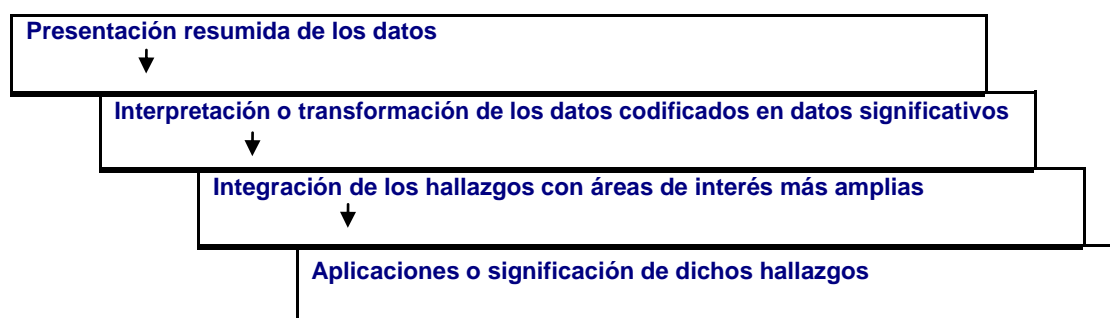 Presentación resumida de los datos
Interpretación o transformación de los datos codificados en datos significativos
Integración de los hallazgos con áreas de interés más amplias
Aplicaciones o significación de dichos hallazgos